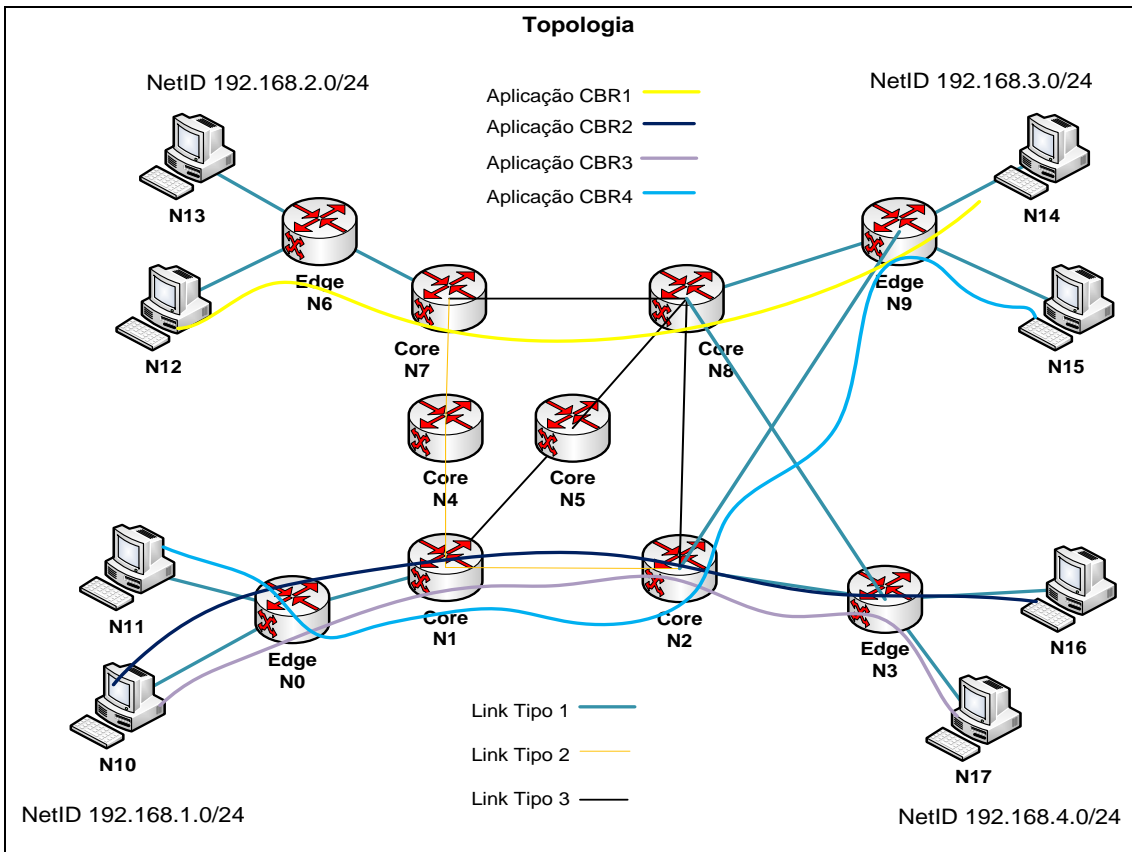 Topologia
NetID 192.168.2.0/24
NetID 192.168.3.0/24
Aplicação CBR1
Aplicação CBR2
Aplicação CBR3
Aplicação CBR4
N13
N14
Edge
N6
Edge
N9
N12
Core
N7
Core
N8
N15
Core
N4
Core
N5
N11
Edge
N0
Core
N1
Core
N2
Edge
N3
N16
N10
N17
Link Tipo 1
Link Tipo 2
Link Tipo 3
NetID 192.168.1.0/24
NetID 192.168.4.0/24